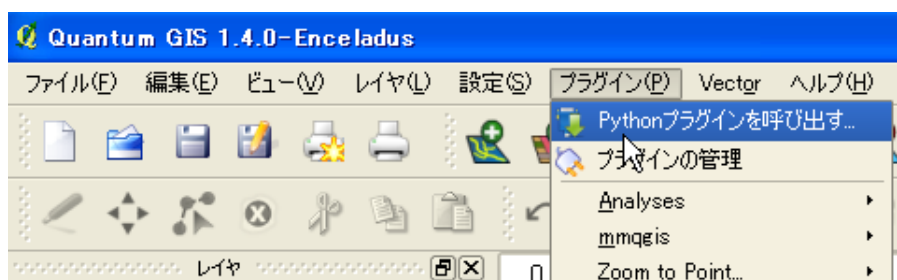 Quantum GIS 1.4.0-Enceladus
ファイル(F) 編集(E) ビュー(V) レイヤ(L) 設定(S) プラグイン(P) Vector ヘルプ(H)
Pythonプラグインを呼び出す...
プラグインの管理
Analyses
mmqgis
レイヤ
0
Zoom to Point...